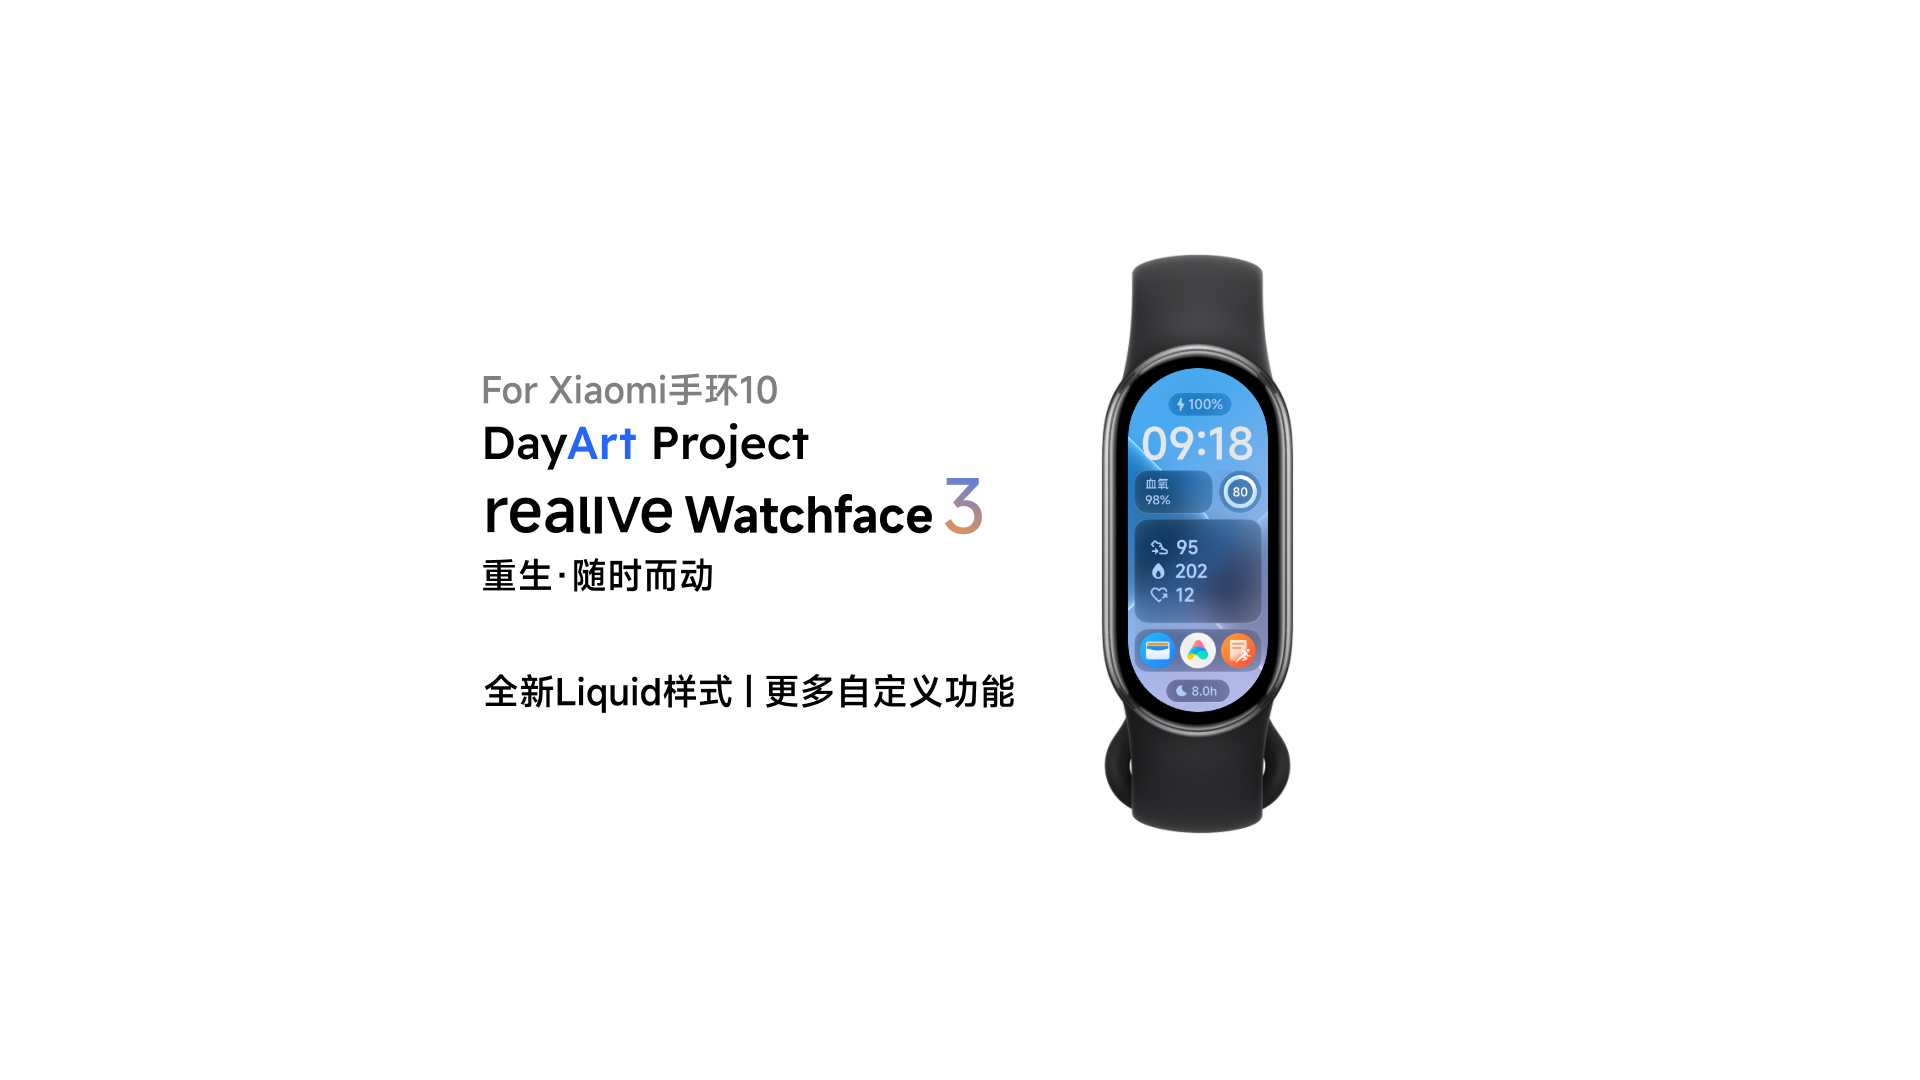 For Xiaomi手环10
DayArt Project
realive Watchface 3
重生·随时而动
全新Liquid样式 | 更多自定义功能
100%
09:18
血氧
98%
80
95
202
12
8.0h